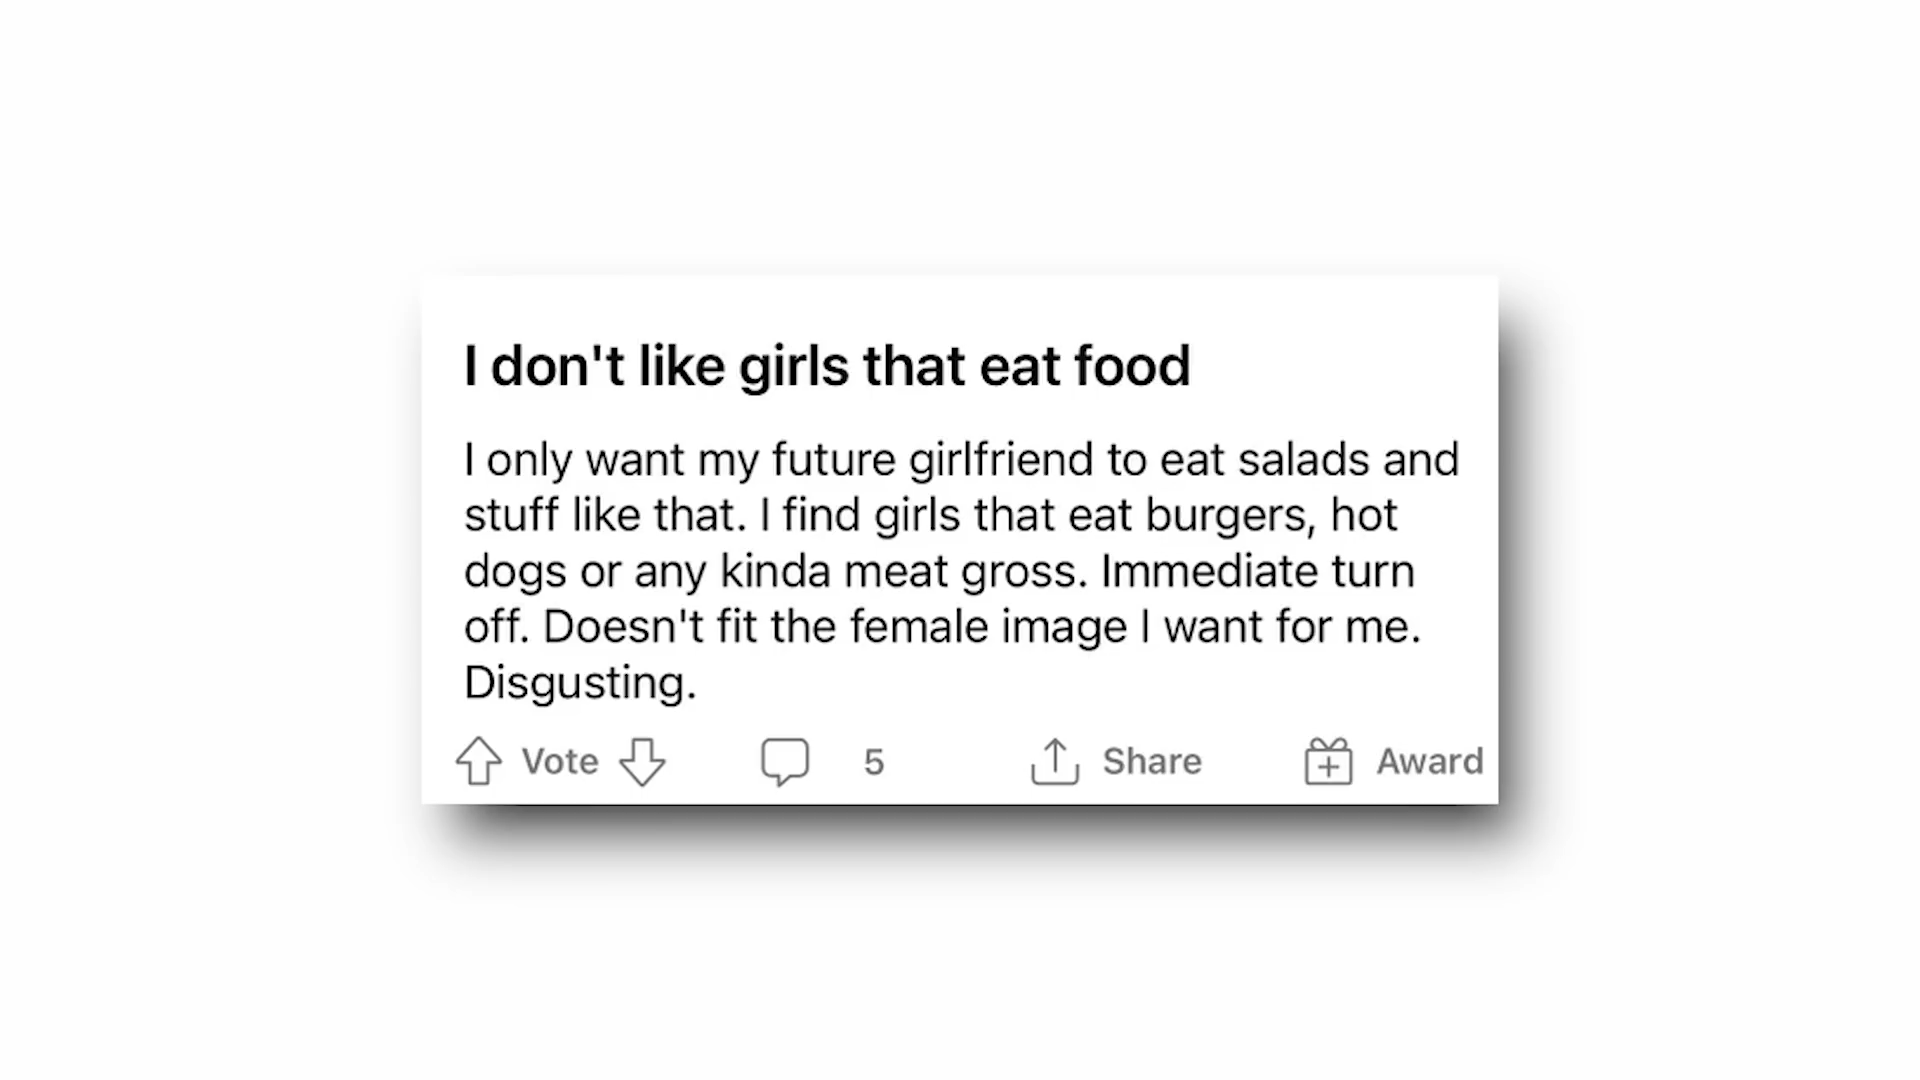 I don't like girls that eat food
I only want my future girlfriend to eat salads and
stuff like that. I find girls that eat burgers, hot
dogs or any kinda meat gross. Immediate turn
off. Doesn't fit the female image I want for me.
Disgusting.
Vote 5 Share Award